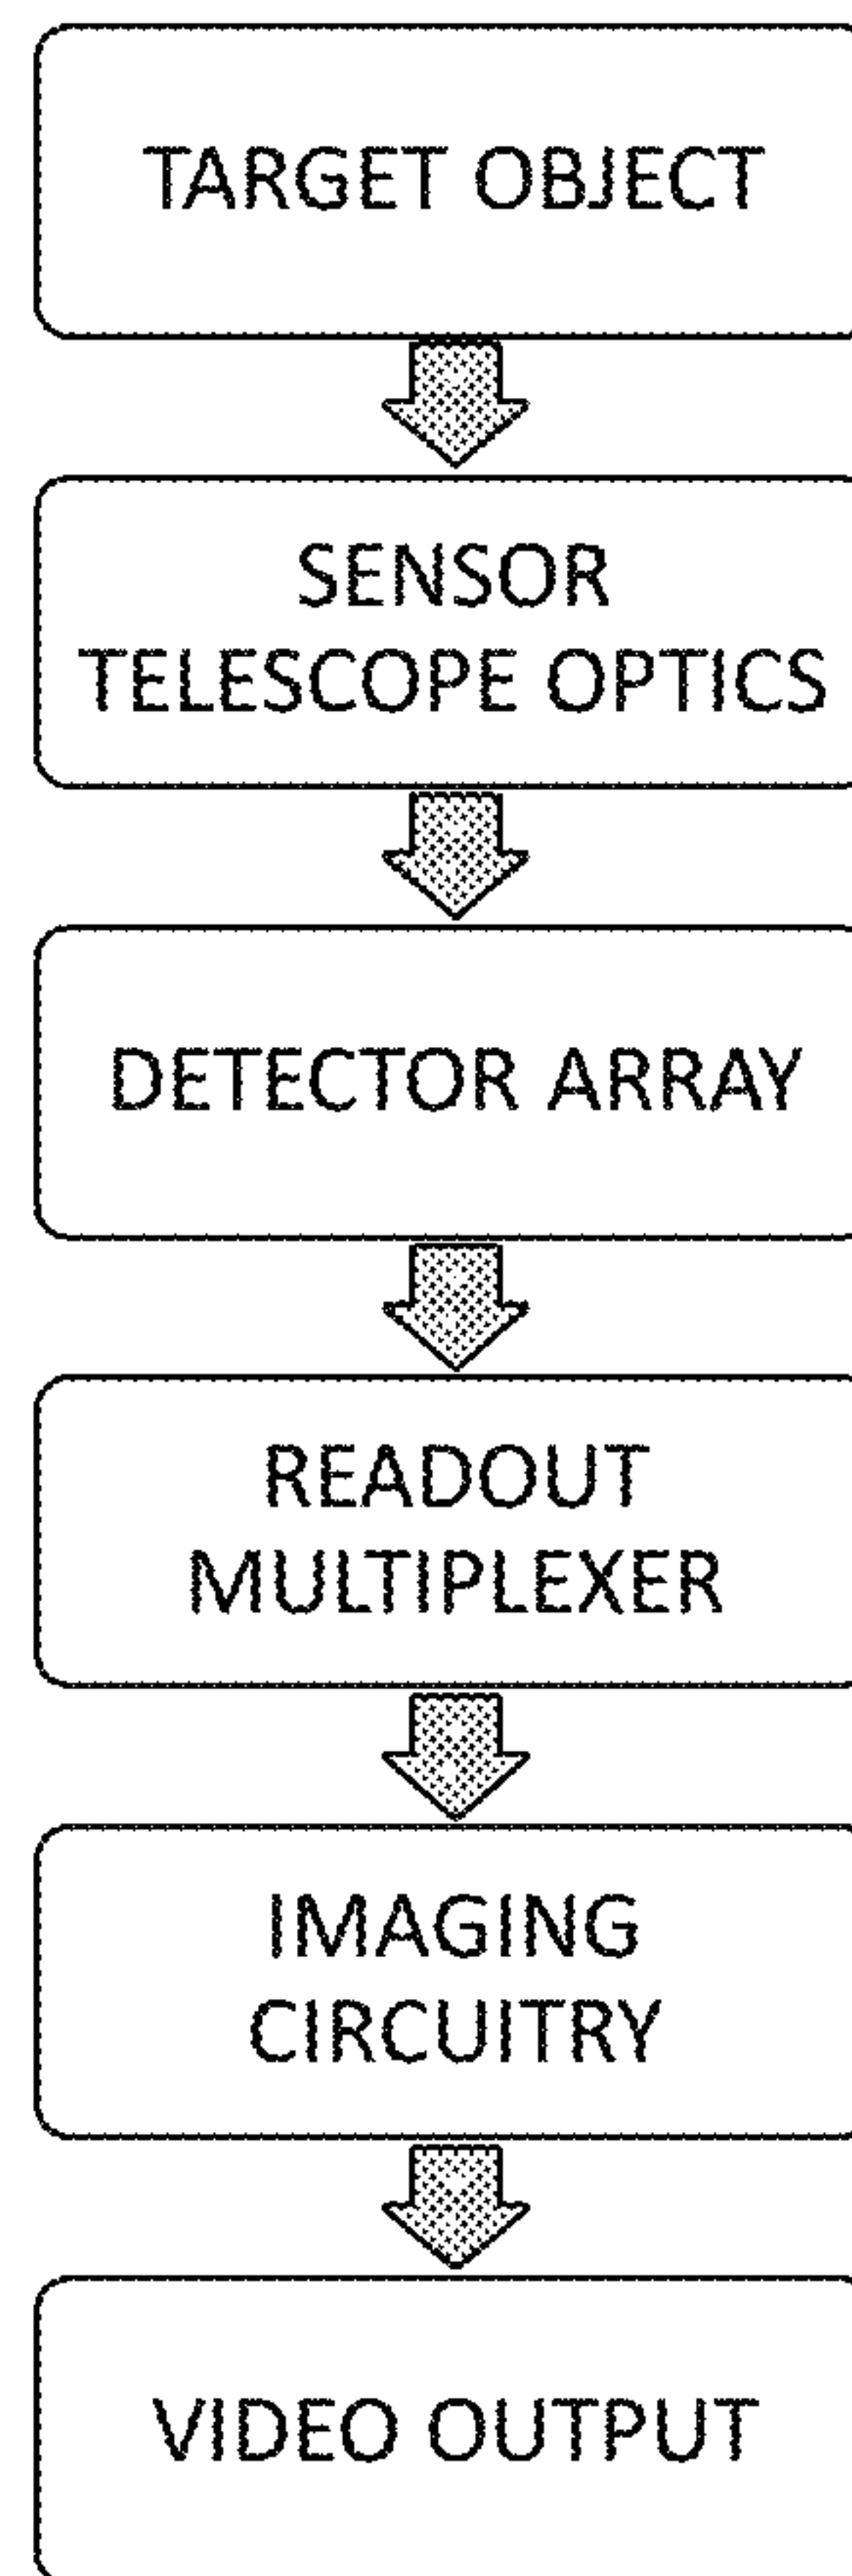 TARGET OBJECT
SENSOR
TELESCOPE OPTICS
DETECTOR ARRAY
READOUT
MULTIPLEXER
IMAGING
CIRCUITRY
VIDEO OUTPUT